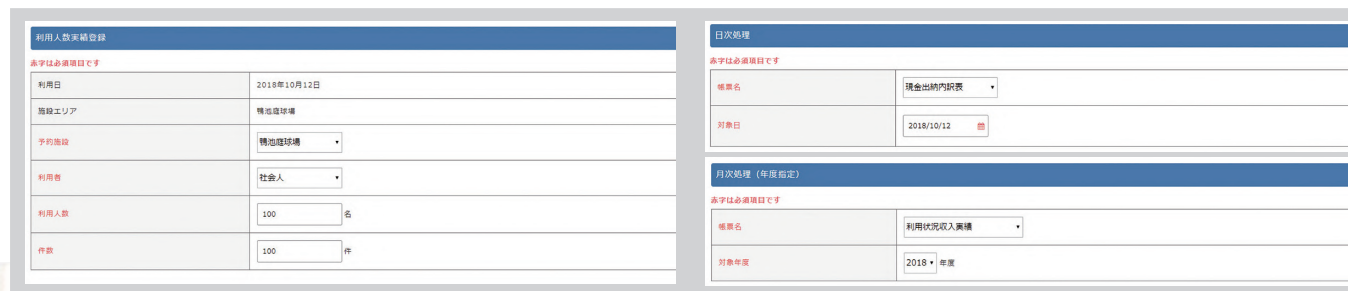 利用人数実績登録
赤字は必須項目です
利用日 2018年10月12日
施設エリア 鴨池庭球場
予約施設 鴨池庭球場
利用者 社会人
利用人数 100 名
件数 100 件
日次処理
赤字は必須項目です
帳票名 現金出納内訳表
対象日 2018/10/12
月次処理（年度指定）
赤字は必須項目です
帳票名 利用状況収入実績
対象年度 2018 年度